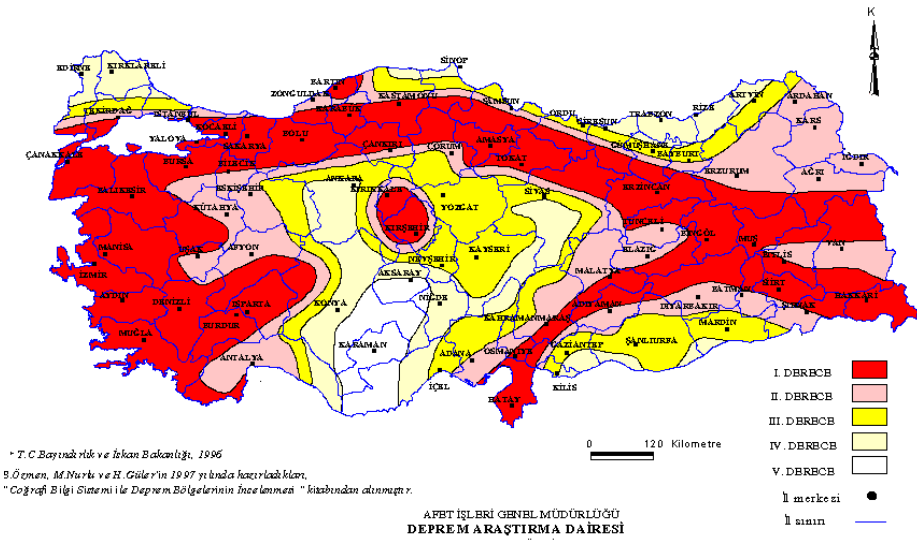 K
SİNOP
EDİRNE
KIRKLARELİ
BARTIN
ZONGULDAK
KASTAMONU
KARABÜK
SAMSUN
ORDU
GİRESUN
TRABZON
RİZE
ARTVİN
ARDAHAN
KARS
TEKİRDAĞ
İSTANBUL
KOCAELİ
YALOVA
SAKARYA
BOLU
ÇANKIRI
ÇORUM
AMASYA
TOKAT
GÜMÜŞHANE
BAYBURT
ERZURUM
IĞDIR
AĞRI
ÇANAKKALE
BURSA
BİLECİK
ESKİŞEHİR
ANKARA
KIRIKKALE
YOZGAT
SİVAS
ERZİNCAN
BALIKESİR
KÜTAHYA
KIRŞEHİR
TUNCELİ
BİNGÖL
MUŞ
VAN
MANİSA
UŞAK
AFYON
NEVŞEHİR
KAYSERİ
ELAZIĞ
BİTLİS
İZMİR
AKSARAY
MALATYA
AYDIN
DENİZLİ
ISPARTA
KONYA
NİĞDE
KAHRAMANMARAŞ
ADIYAMAN
DİYARBAKIR
BATMAN
SİİRT
ŞIRNAK
HAKKARİ
MUĞLA
BURDUR
MARDİN
ANTALYA
KARAMAN
ADANA
OSMANİYE
GAZİANTEP
ŞANLIURFA
İÇEL
KİLİS
HATAY
I. DERECE
II. DERECE
III. DERECE
IV. DERECE
V. DERECE
İl merkezi
İl sınırı
0 120 Kilometre
* T.C.Bayındırlık ve İskan Bakanlığı, 1996
B.Özmen, M.Nurlu ve H.Güler'in 1997 yılında hazırladıkları,
"Coğrafi Bilgi Sistemi ile Deprem Bölgelerinin İncelenmesi " kitabından alınmıştır.
AFET İŞLERİ GENEL MÜDÜRLÜĞÜ
DEPREM ARAŞTIRMA DAİRESİ